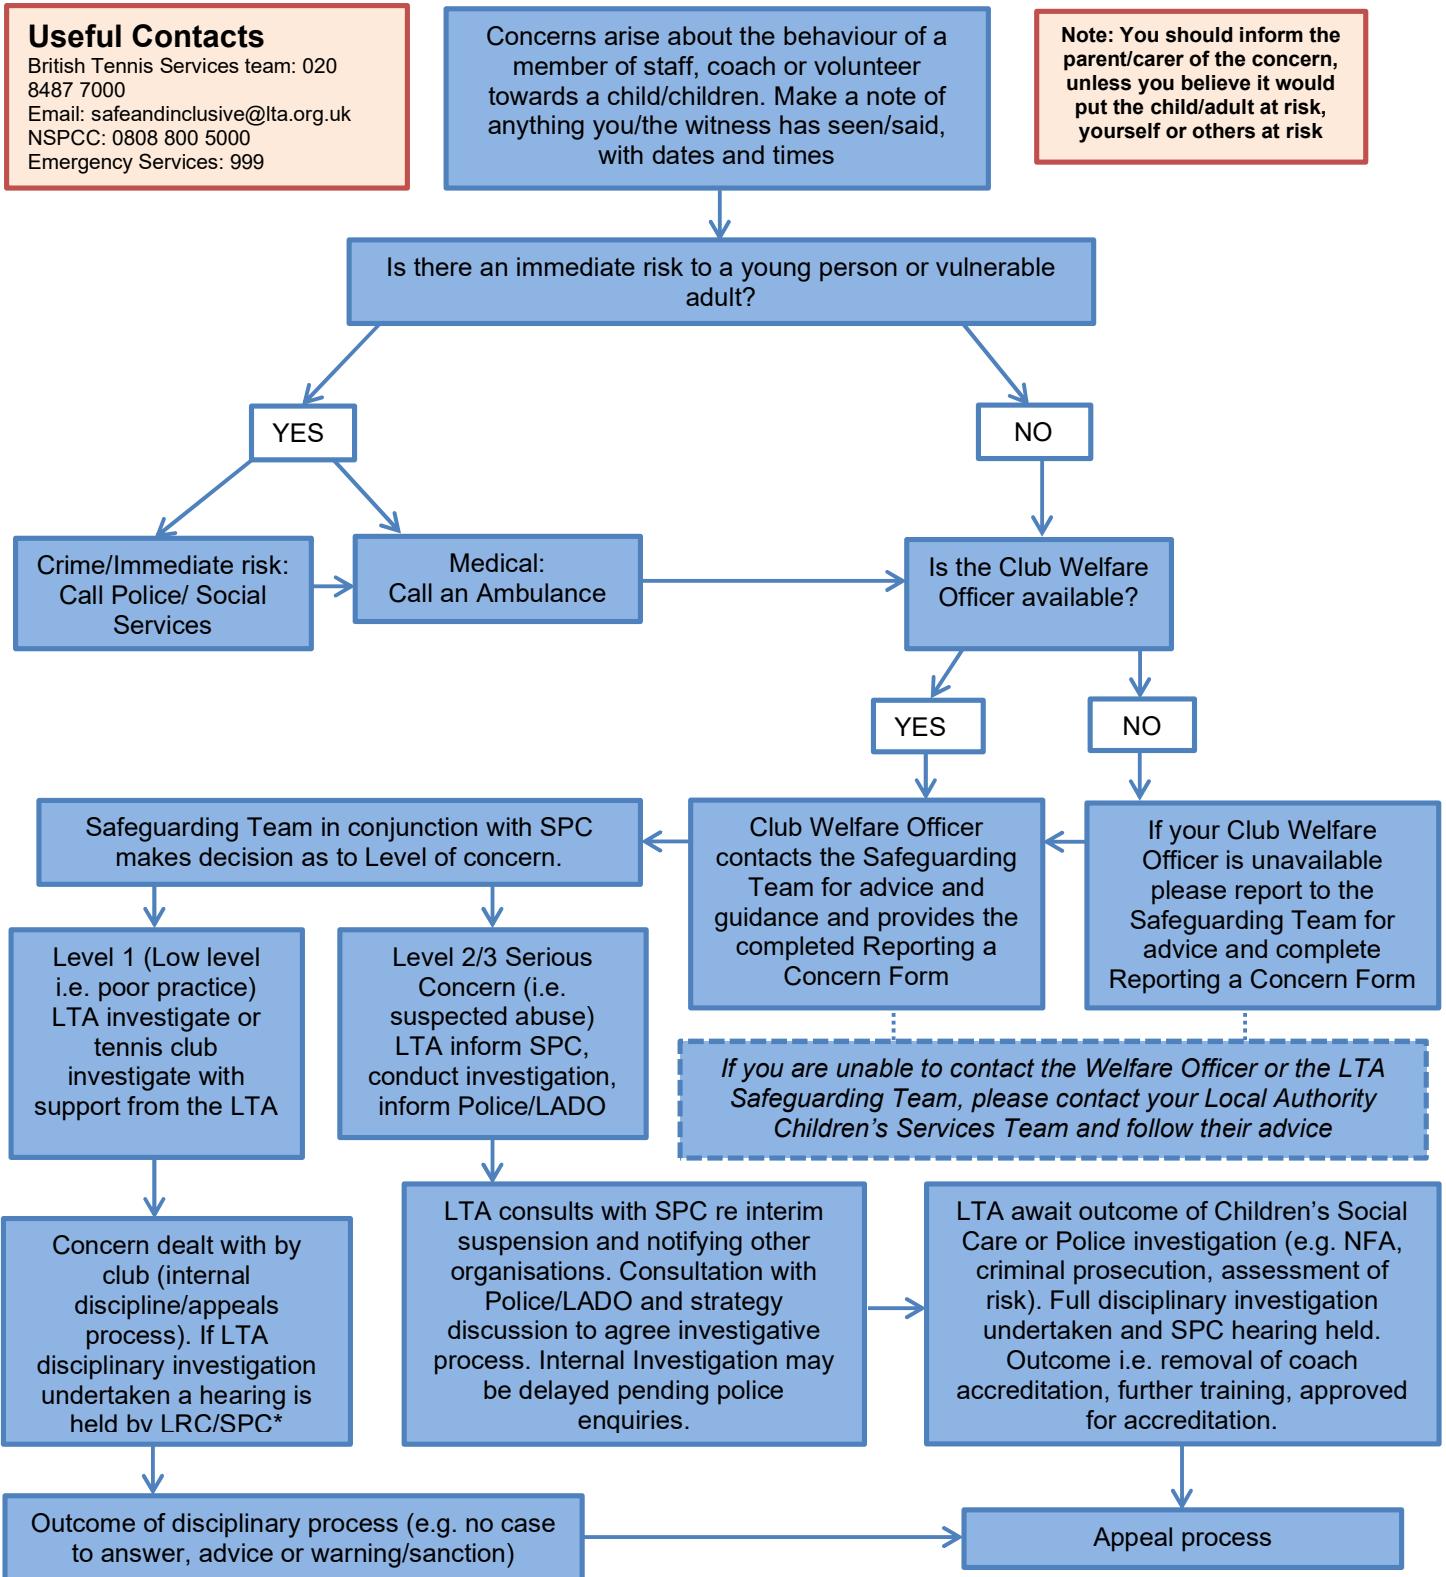 Useful Contacts
British Tennis Services team: 020
8487 7000
Email: safeandinclusive@lta.org.uk
NSPCC: 0808 800 5000
Emergency Services: 999
Concerns arise about the behaviour of a
member of staff, coach or volunteer
towards a child/children. Make a note of
anything you/the witness has seen/said,
with dates and times
Note: You should inform the
parent/carer of the concern,
unless you believe it would
put the child/adult at risk,
yourself or others at risk
Is there an immediate risk to a young person or vulnerable
adult?
YES
NO
Crime/Immediate risk:
Call Police/ Social
Services
Medical:
Call an Ambulance
Is the Club Welfare
Officer available?
YES
NO
Safeguarding Team in conjunction with SPC
makes decision as to Level of concern.
Club Welfare Officer
contacts the Safeguarding
Team for advice and
guidance and provides the
completed Reporting a
Concern Form
If your Club Welfare
Officer is unavailable
please report to the
Safeguarding Team for
advice and complete
Reporting a Concern Form
Level 1 (Low level
i.e. poor practice)
LTA investigate or
tennis club
investigate with
support from the LTA
Level 2/3 Serious
Concern (i.e.
suspected abuse)
LTA inform SPC,
conduct investigation,
inform Police/LADO
If you are unable to contact the Welfare Officer or the LTA
Safeguarding Team, please contact your Local Authority
Children's Services Team and follow their advice
Concern dealt with by
club (internal
discipline/appeals
process). If LTA
disciplinary investigation
undertaken a hearing is
held by LRC/SPC*
LTA consults with SPC re interim
suspension and notifying other
organisations. Consultation with
Police/LADO and strategy
discussion to agree investigative
process. Internal Investigation may
be delayed pending police
enquiries.
LTA await outcome of Children's Social
Care or Police investigation (e.g. NFA,
criminal prosecution, assessment of
risk). Full disciplinary investigation
undertaken and SPC hearing held.
Outcome i.e. removal of coach
accreditation, further training, approved
for accreditation.
Outcome of disciplinary process (e.g. no case
to answer, advice or warning/sanction)
Appeal process